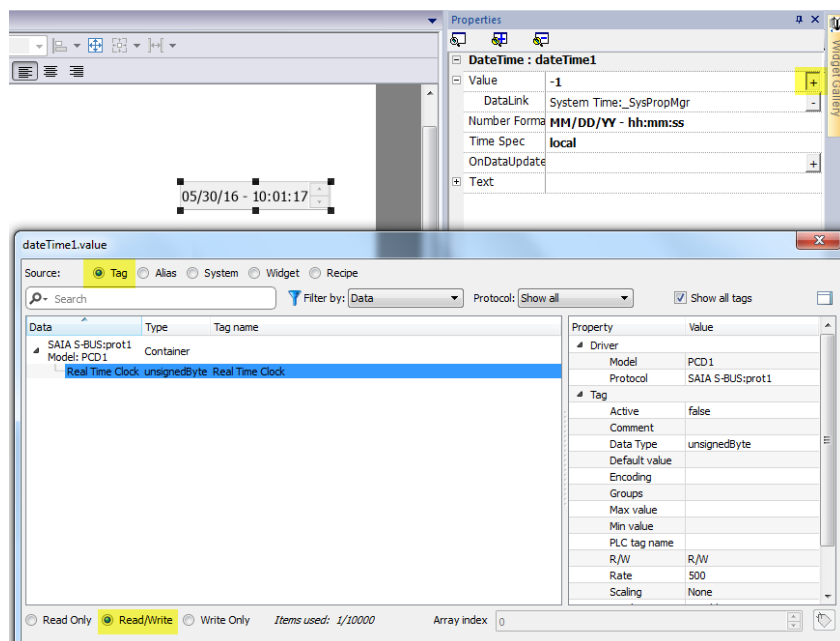 Properties
DateTime : dateTime1
Value -1 +
DataLink System Time:_SysPropMgr -
Number Forma MM/DD/YY - hh:mm:ss
Time Spec local
OnDataUpdate +
Text
Widget Gallery
05/30/16 - 10:01:17
dateTime1.value
Source: Tag Alias System Widget Recipe
Search Filter by: Data Protocol: Show all Show all tags
Data Type Tag name
SAIA S-BUS:prot1
Model: PCD1 Container
Real Time Clock unsignedByte Real Time Clock
Property Value
Driver
Model PCD1
Protocol SAIA S-BUS:prot1
Tag
Active false
Comment
Data Type unsignedByte
Default value
Encoding
Groups
Max value
Min value
PLC tag name
R/W R/W
Rate 500
Scaling None
Read Only Read/Write Write Only Items used: 1/10000 Array index 0